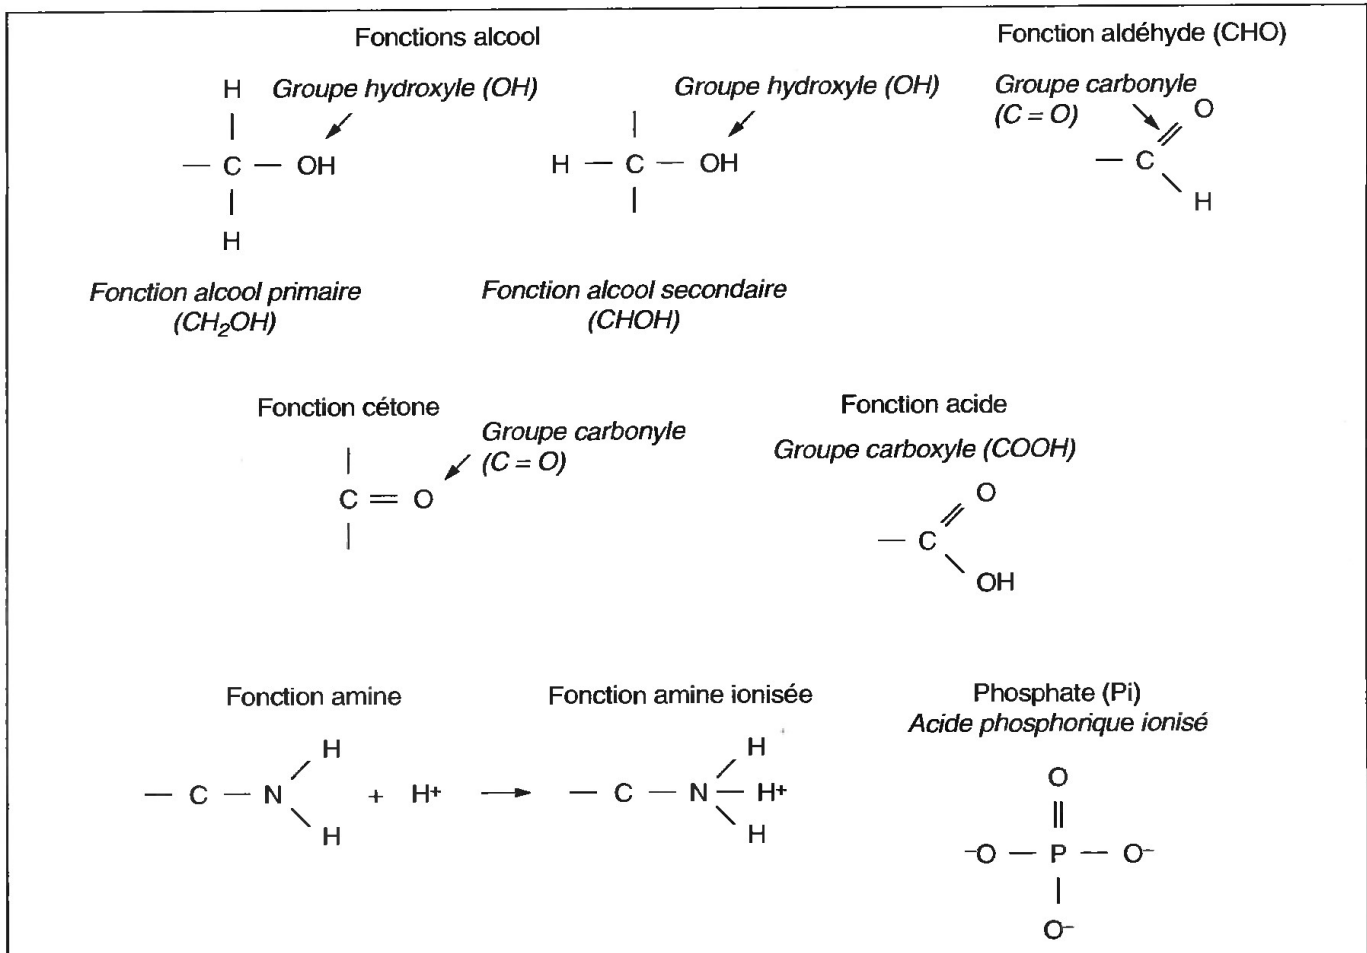 Fonctions alcool
Fonction aldéhyde (CHO)
H
Groupe hydroxyle (OH)
Groupe hydroxyle (OH)
Groupe carbonyle
(C = O)
O
— C — OH
H — C — OH
— C
H
H
Fonction alcool primaire
(CH₂OH)
Fonction alcool secondaire
(CHOH)
Fonction cétone
Groupe carbonyle
(C = O)
C = O
Fonction acide
Groupe carboxyle (COOH)
O
— C
OH
Fonction amine
Fonction amine ionisée
Phosphate (Pi)
Acide phosphorique ionisé
H
— C — N + H⁺ →
H
H
— C — N — H⁺
H
O
⁻O — P — O⁻
O⁻